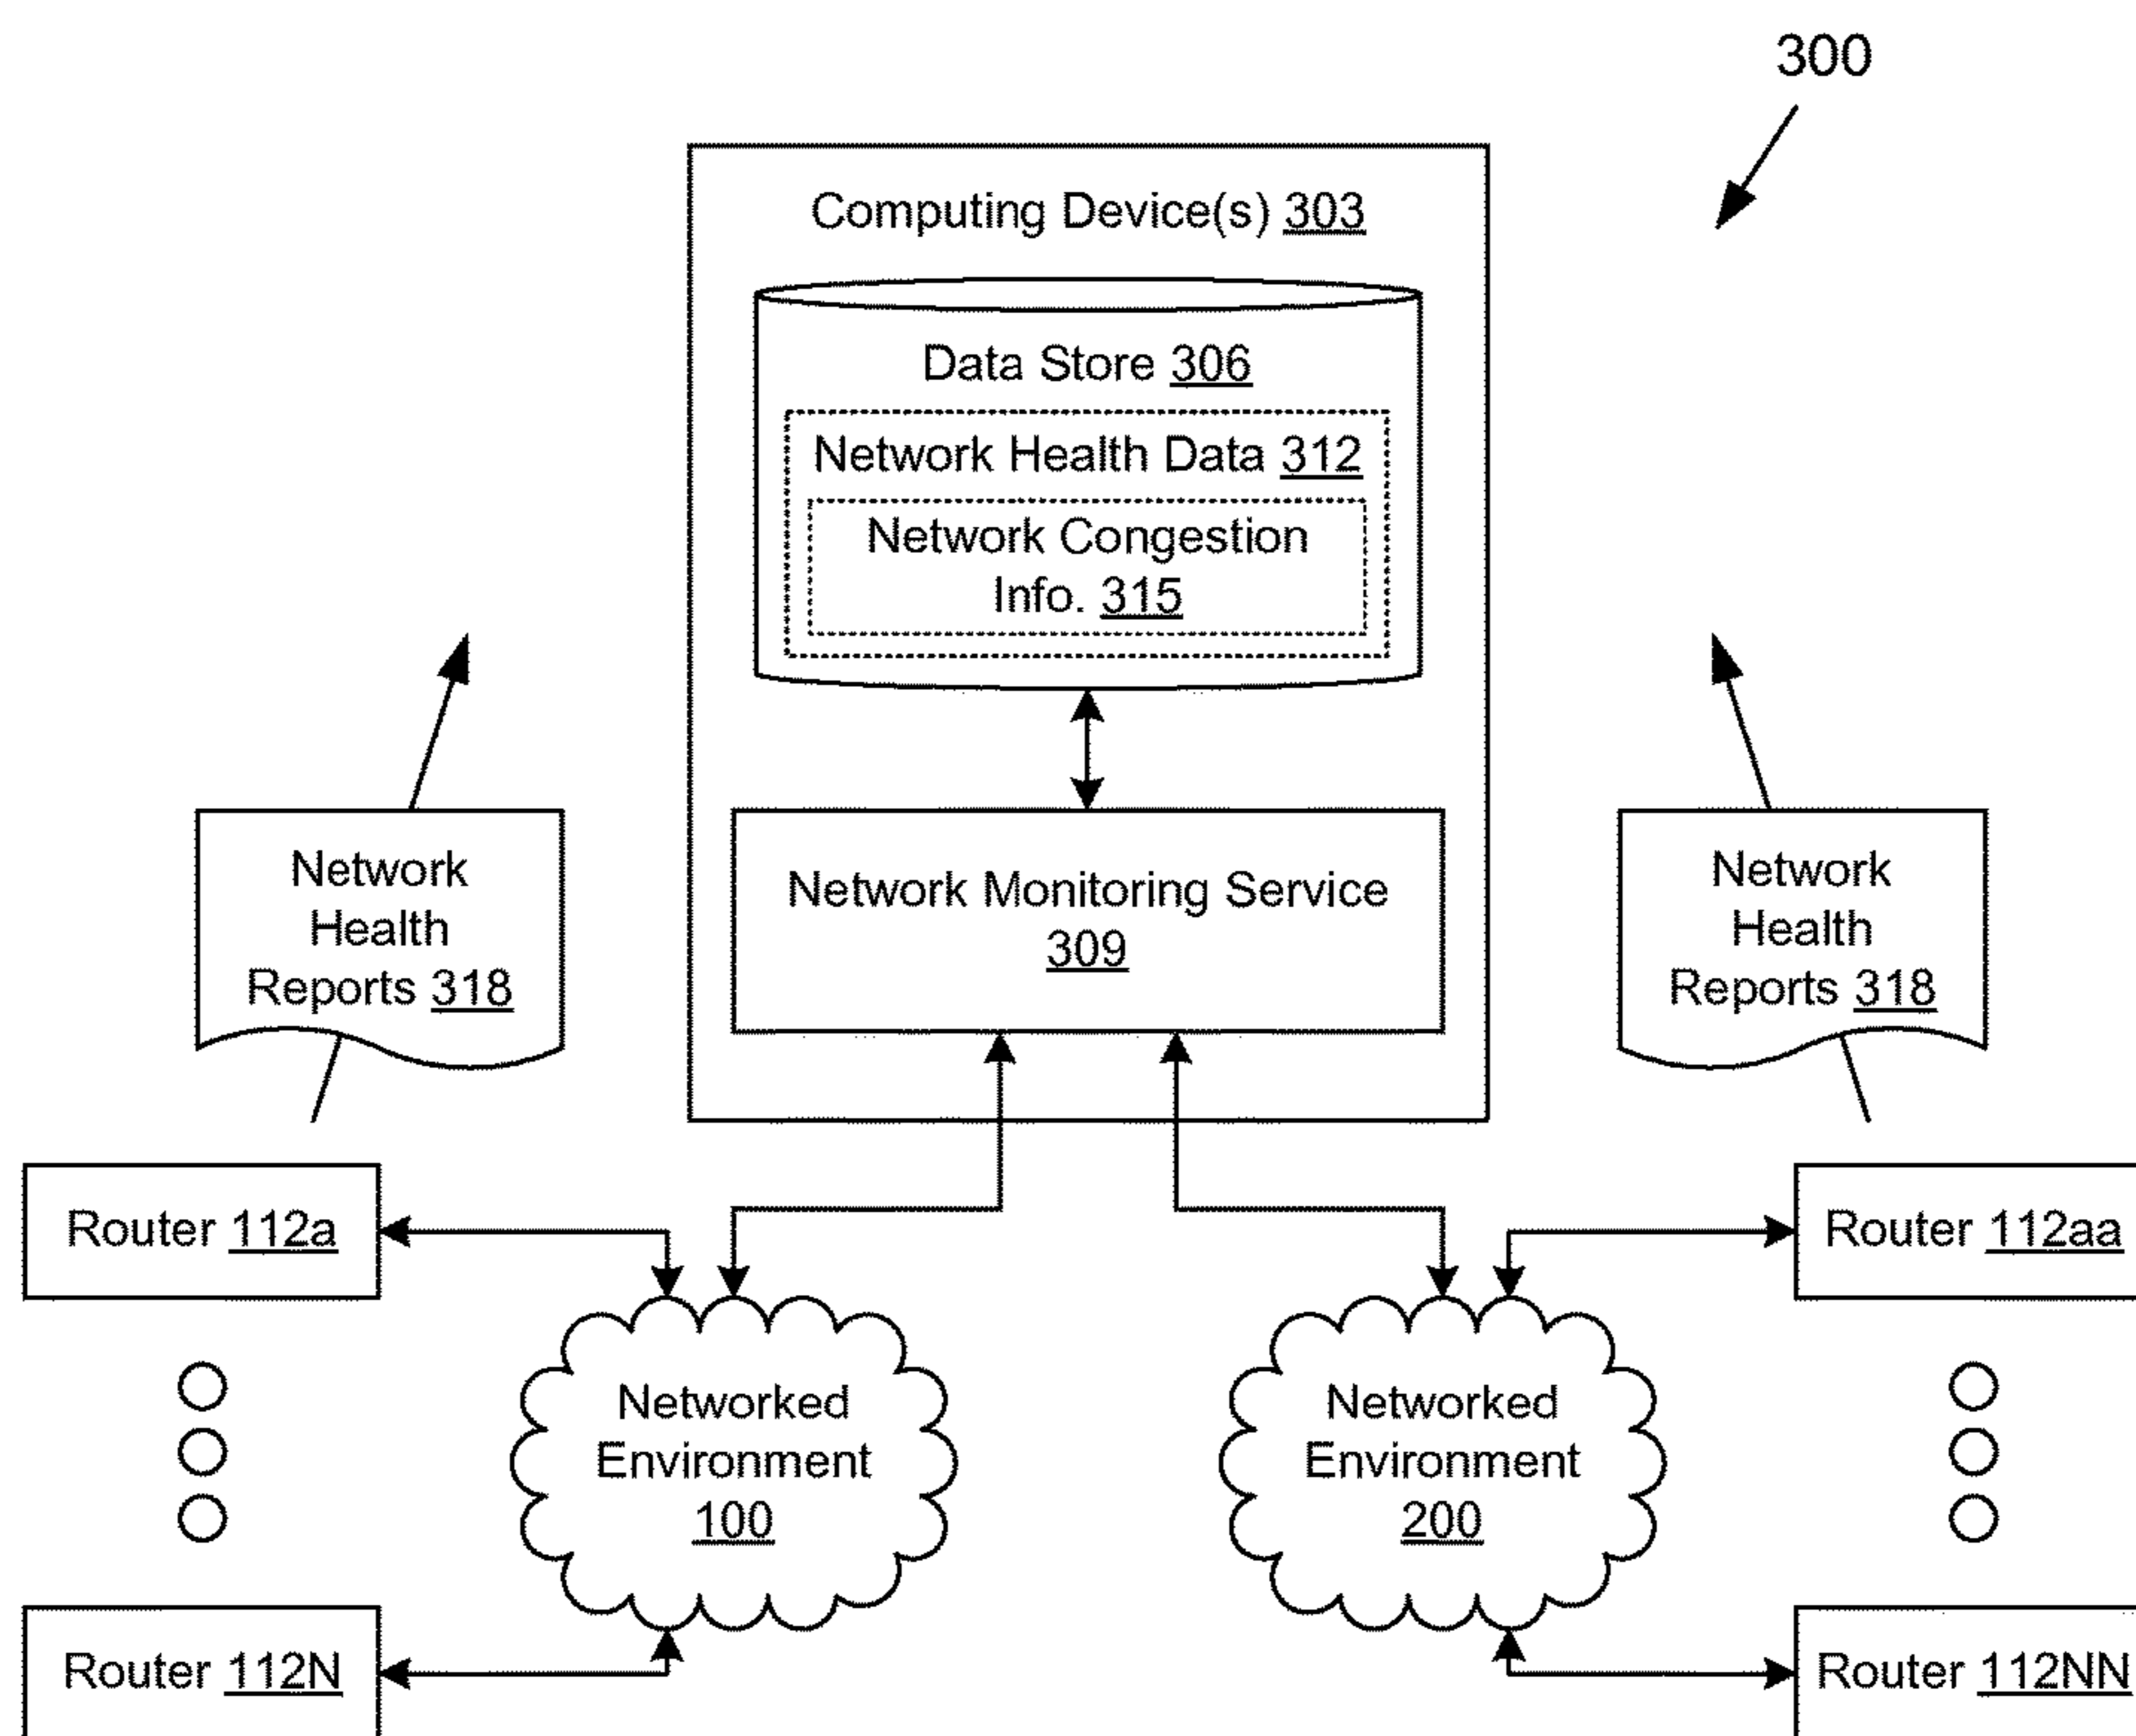 300
Computing Device(s) 303
Data Store 306
Network Health Data 312
Network Congestion
Info. 315
Network
Health
Reports 318
Network Monitoring Service
309
Network
Health
Reports 318
Router 112a
Router 112aa
Networked
Environment
100
Networked
Environment
200
Router 112N
Router 112NN